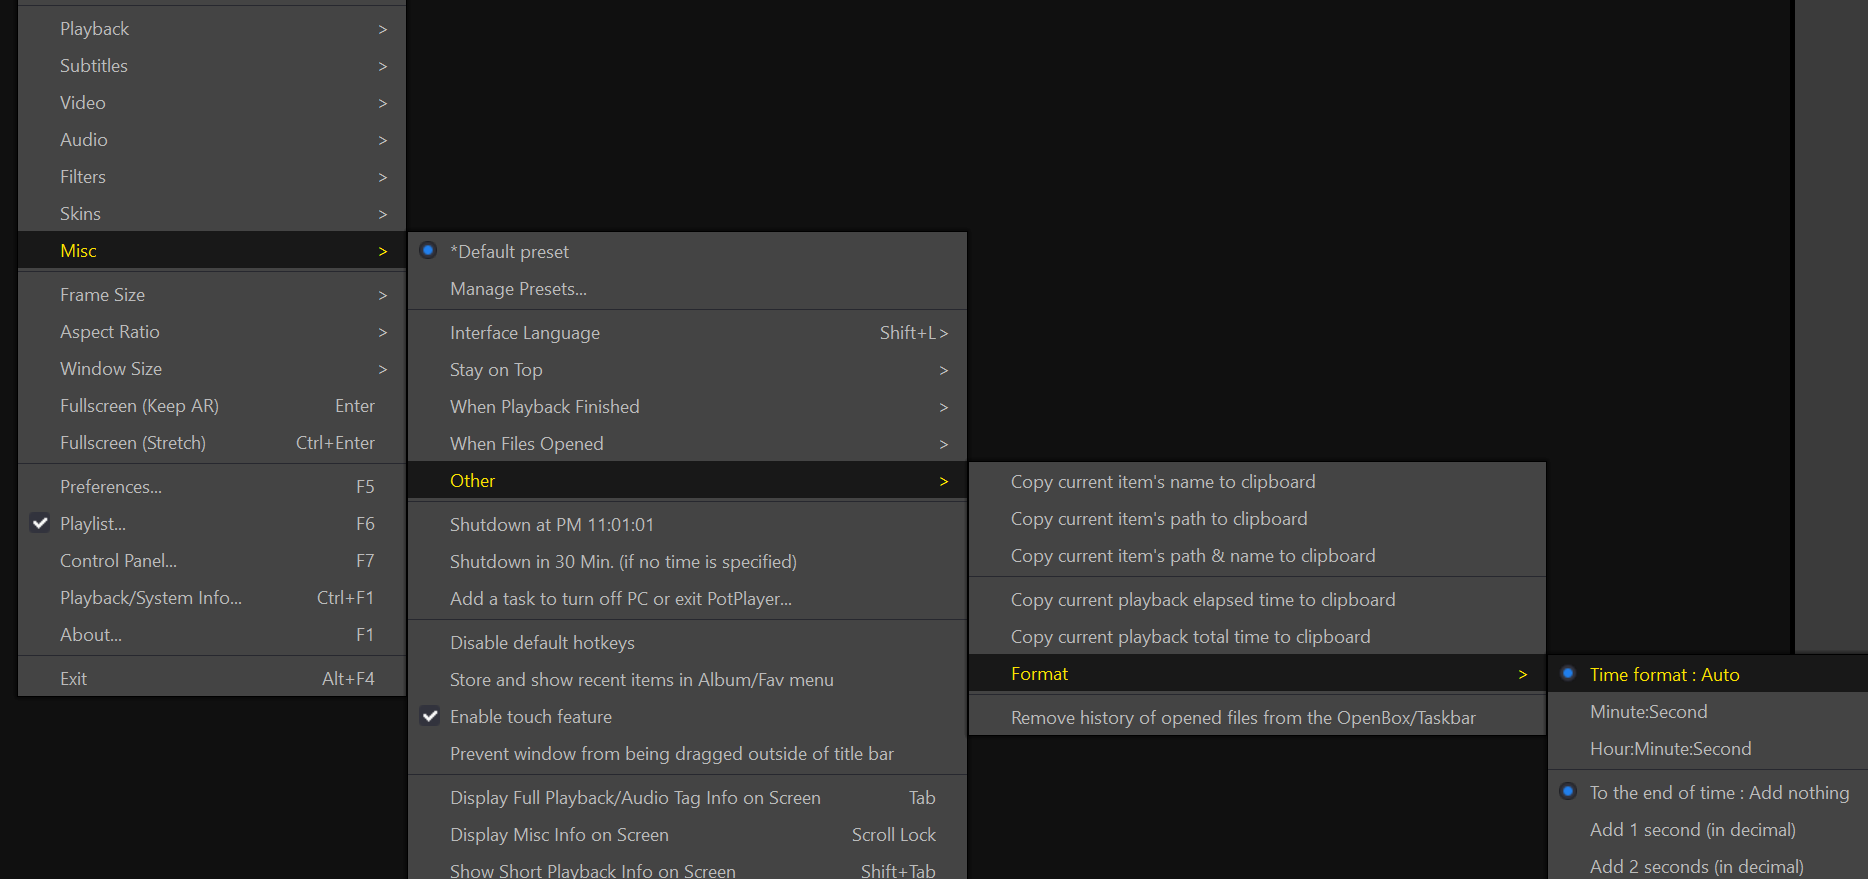 Playback >
Subtitles >
Video >
Audio >
Filters >
Skins >
Misc >
Frame Size >
Aspect Ratio >
Window Size >
Fullscreen (Keep AR) Enter
Fullscreen (Stretch) Ctrl+Enter
Preferences... F5
Playlist... F6
Control Panel... F7
Playback/System Info... Ctrl+F1
About... F1
Exit Alt+F4
*Default preset
Manage Presets...
Interface Language Shift+L >
Stay on Top >
When Playback Finished >
When Files Opened >
Other >
Shutdown at PM 11:01:01
Shutdown in 30 Min. (if no time is specified)
Add a task to turn off PC or exit PotPlayer...
Disable default hotkeys
Store and show recent items in Album/Fav menu
Enable touch feature
Prevent window from being dragged outside of title bar
Display Full Playback/Audio Tag Info on Screen Tab
Display Misc Info on Screen Scroll Lock
Show Short Playback Info on Screen Shift+Tab
Copy current item's name to clipboard
Copy current item's path to clipboard
Copy current item's path & name to clipboard
Copy current playback elapsed time to clipboard
Copy current playback total time to clipboard
Format >
Remove history of opened files from the OpenBox/Taskbar
Time format : Auto
Minute:Second
Hour:Minute:Second
To the end of time : Add nothing
Add 1 second (in decimal)
Add 2 seconds (in decimal)